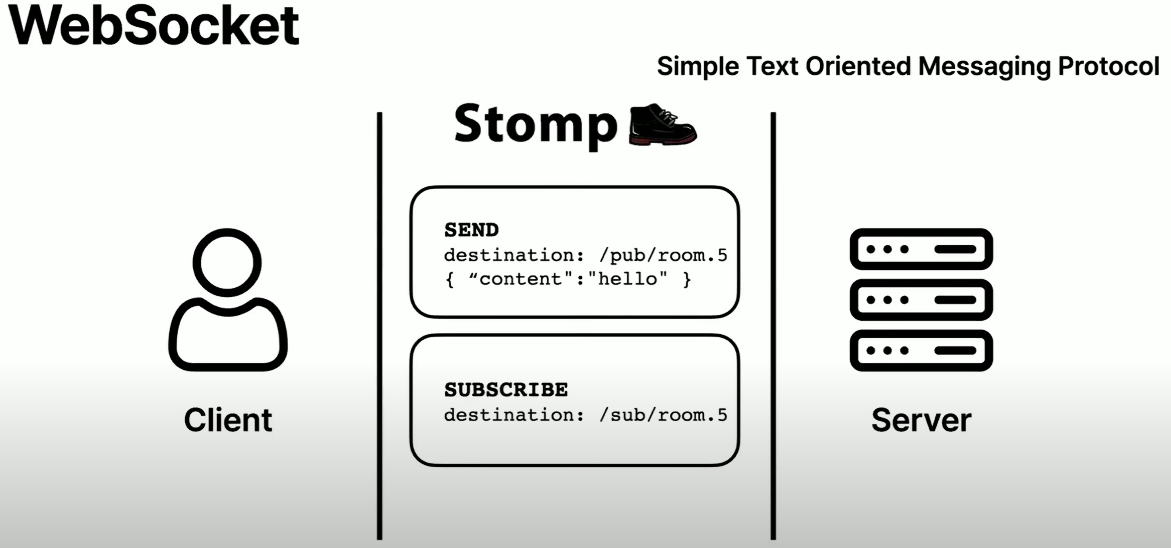 WebSocket
Simple Text Oriented Messaging Protocol
Stomp
SEND
destination: /pub/room.5
{ “content":"hello" }
SUBSCRIBE
destination: /sub/room.5
Client
Server